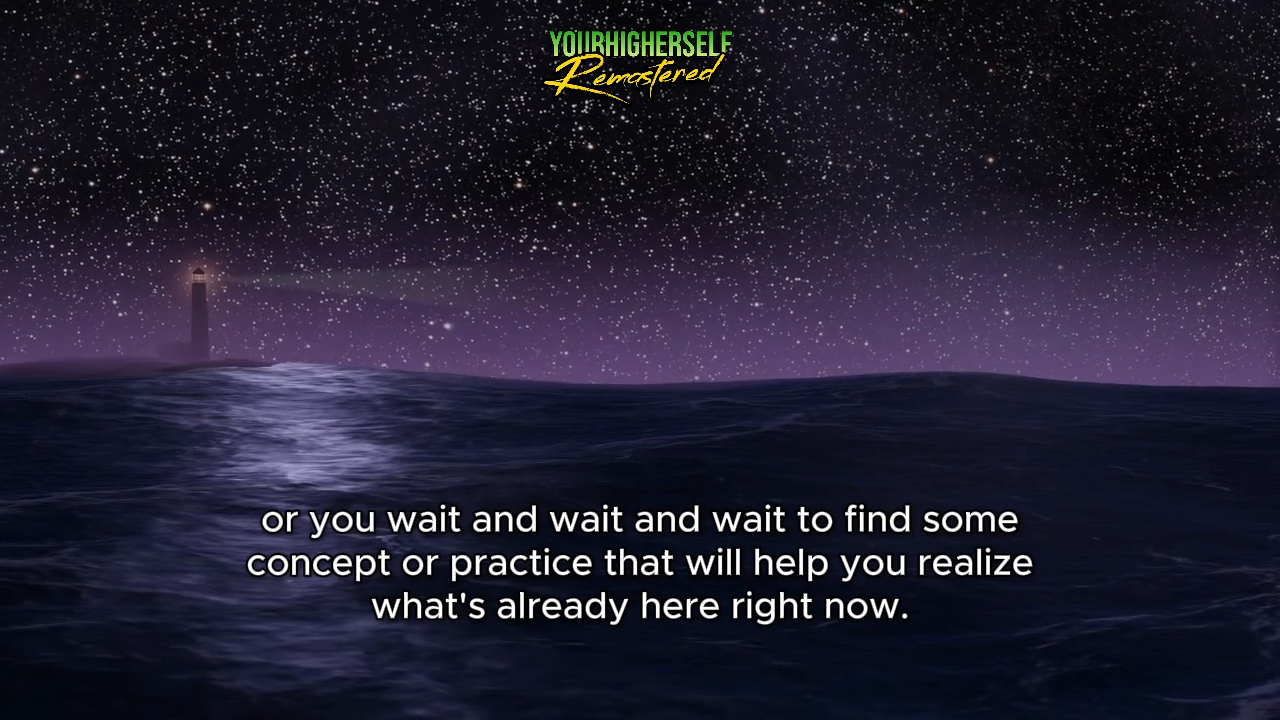 YOURHIGHERSELF
Remastered
or you wait and wait and wait to find some
concept or practice that will help you realize
what's already here right now.